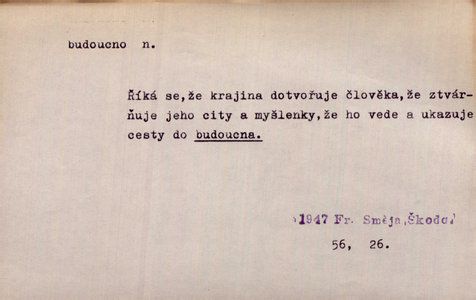 budoucno n.
Říká se,že krajina dotvořuje člověka,že ztvár-
ňuje jeho city a myšlenky,že ho vede a ukazuje
cesty do budoucna.
1947 Fr. Směja,Škodc.
56, 26.